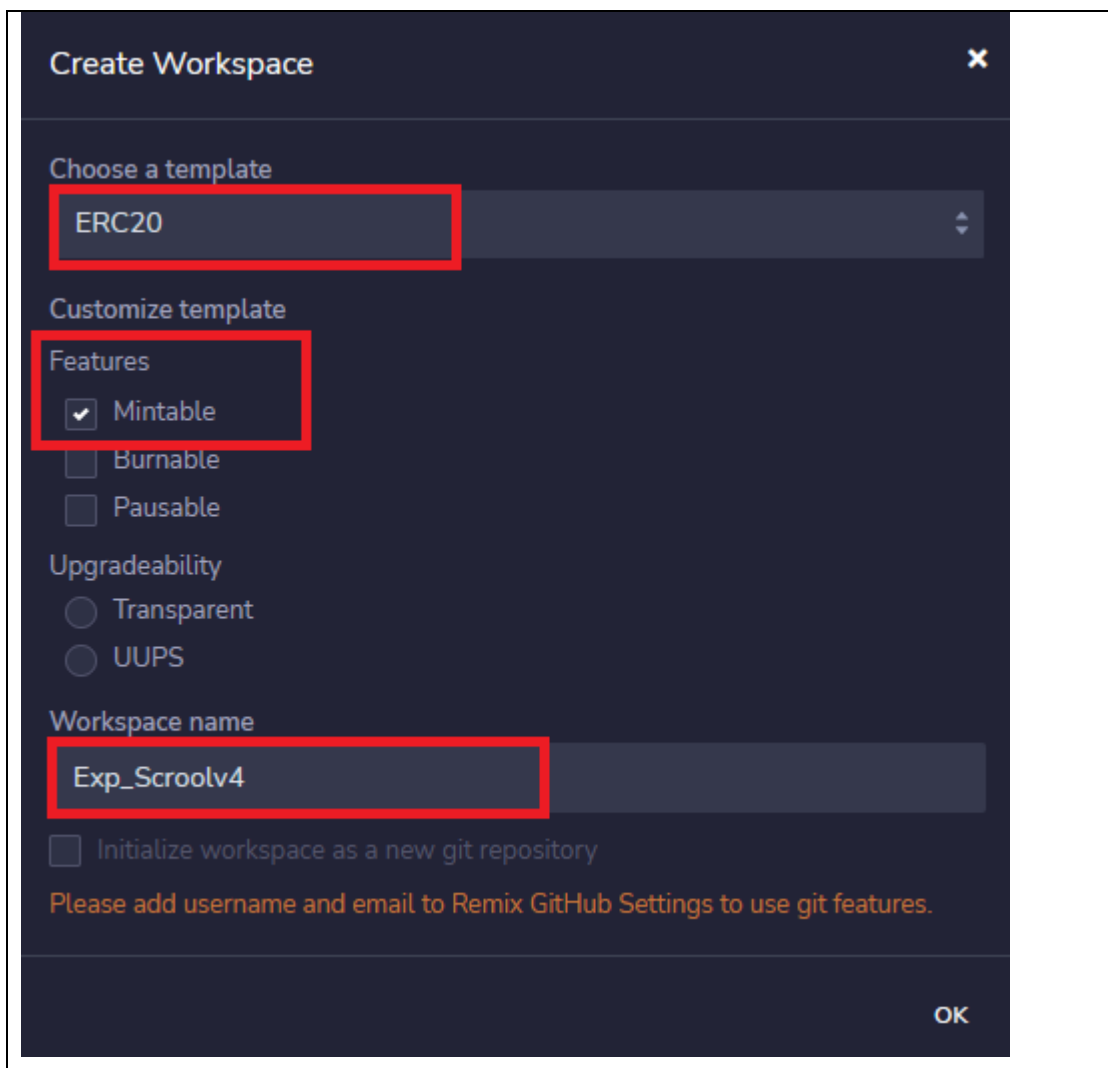 Create Workspace
Choose a template
ERC20
Customize template
Features
Mintable
Burnable
Pausable
Upgradeability
Transparent
UUPS
Workspace name
Exp_Scroolv4
Initialize workspace as a new git repository
Please add username and email to Remix GitHub Settings to use git features.
OK